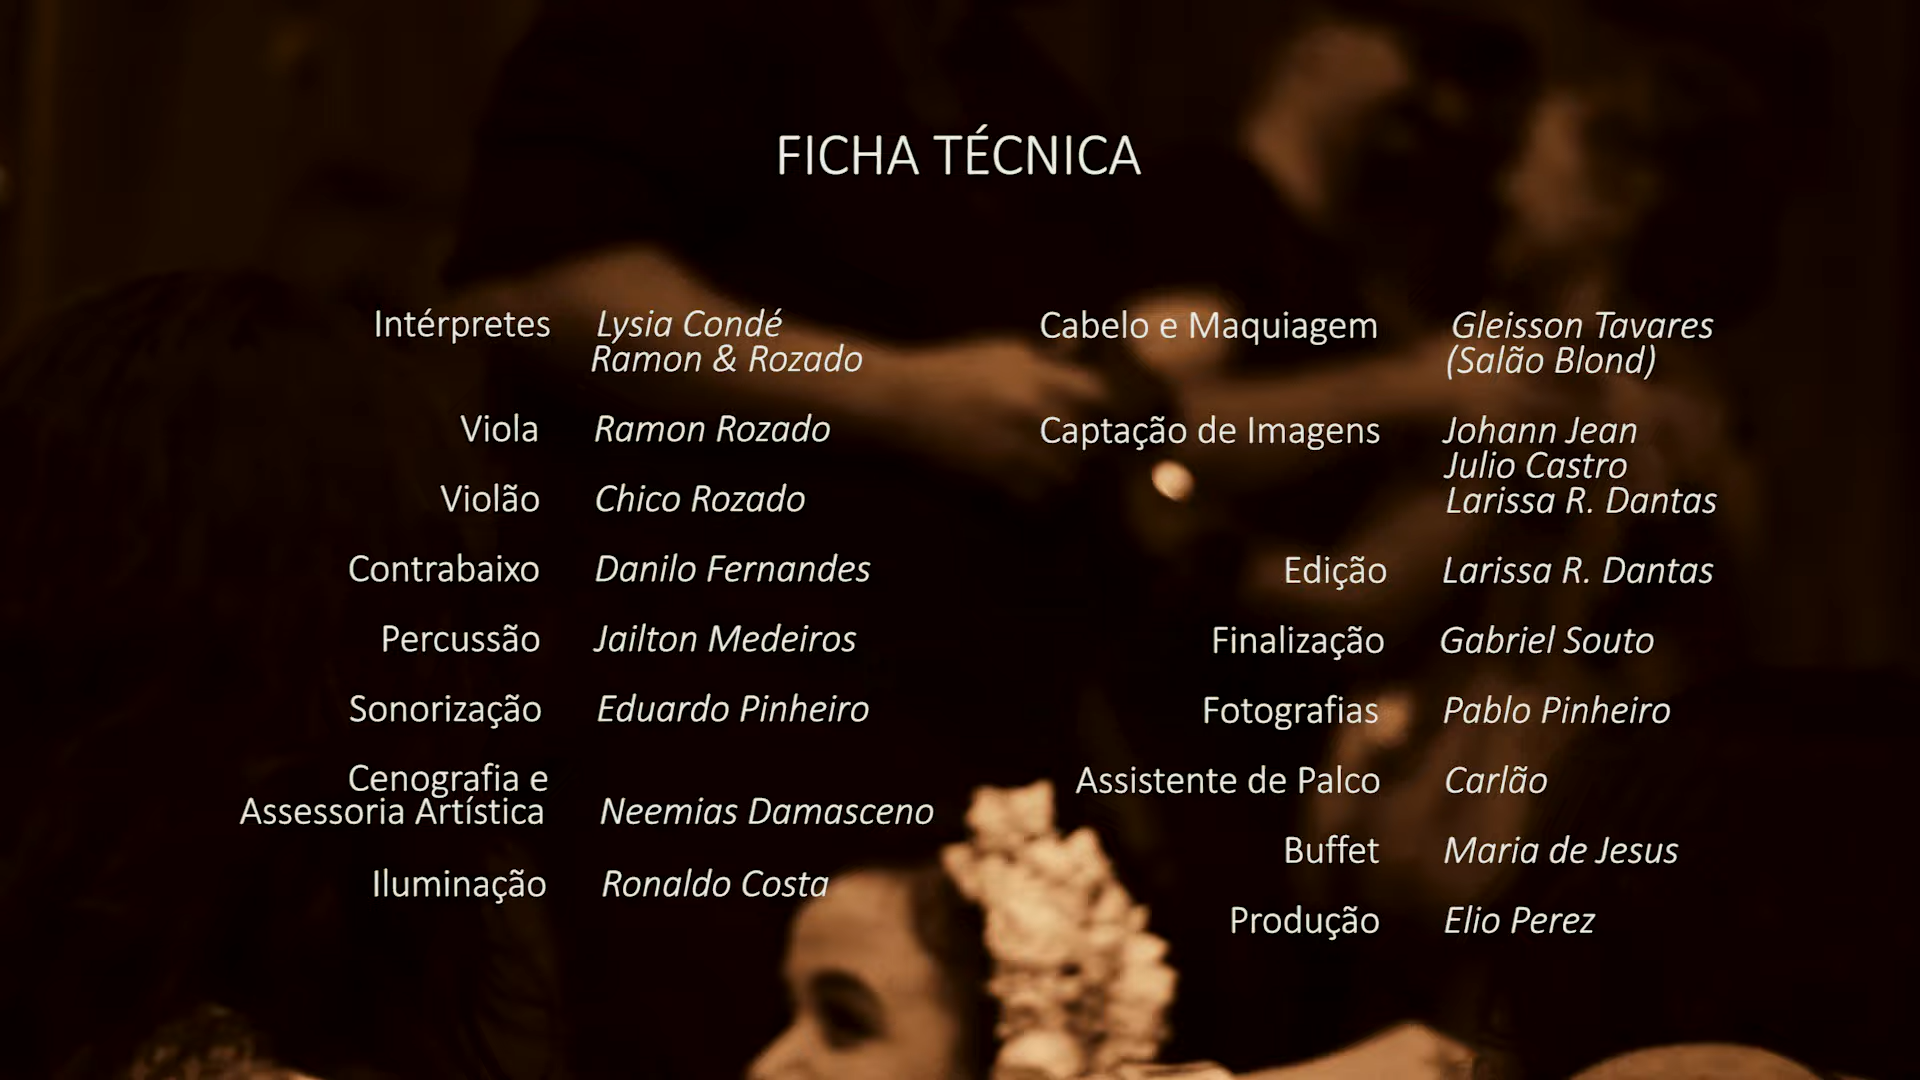 FICHA TÉCNICA
Intérpretes Lysia Condé
Ramon & Rozado
Viola Ramon Rozado
Violão Chico Rozado
Contrabaixo Danilo Fernandes
Percussão Jailton Medeiros
Sonorização Eduardo Pinheiro
Cenografia e
Assessoria Artística Neemias Damasceno
Iluminação Ronaldo Costa
Cabelo e Maquiagem Gleisson Tavares
(Salão Blond)
Captação de Imagens Johann Jean
Julio Castro
Larissa R. Dantas
Edição Larissa R. Dantas
Finalização Gabriel Souto
Fotografias Pablo Pinheiro
Assistente de Palco Carlão
Buffet Maria de Jesus
Produção Elio Perez